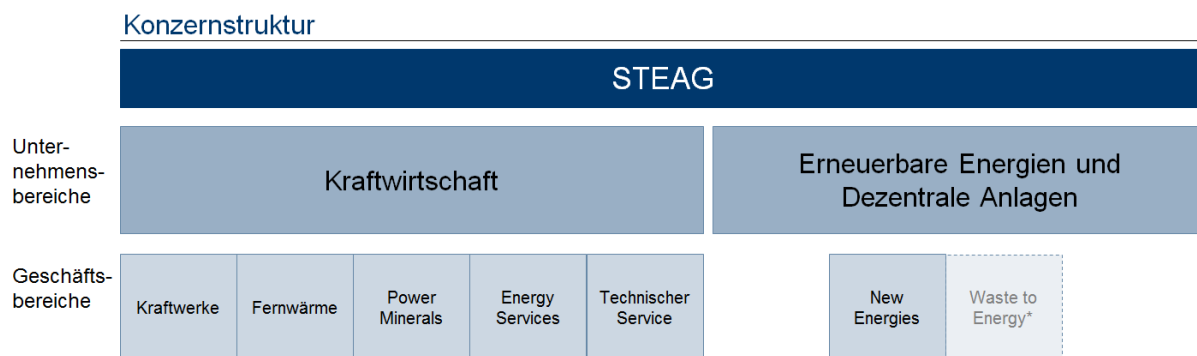 Konzernstruktur
STEAG
Unter-
nehmens-
bereiche
Kraftwirtschaft
Erneuerbare Energien und
Dezentrale Anlagen
Geschäfts-
bereiche
Kraftwerke
Fernwärme
Power
Minerals
Energy
Services
Technischer
Service
New
Energies
Waste to
Energy*